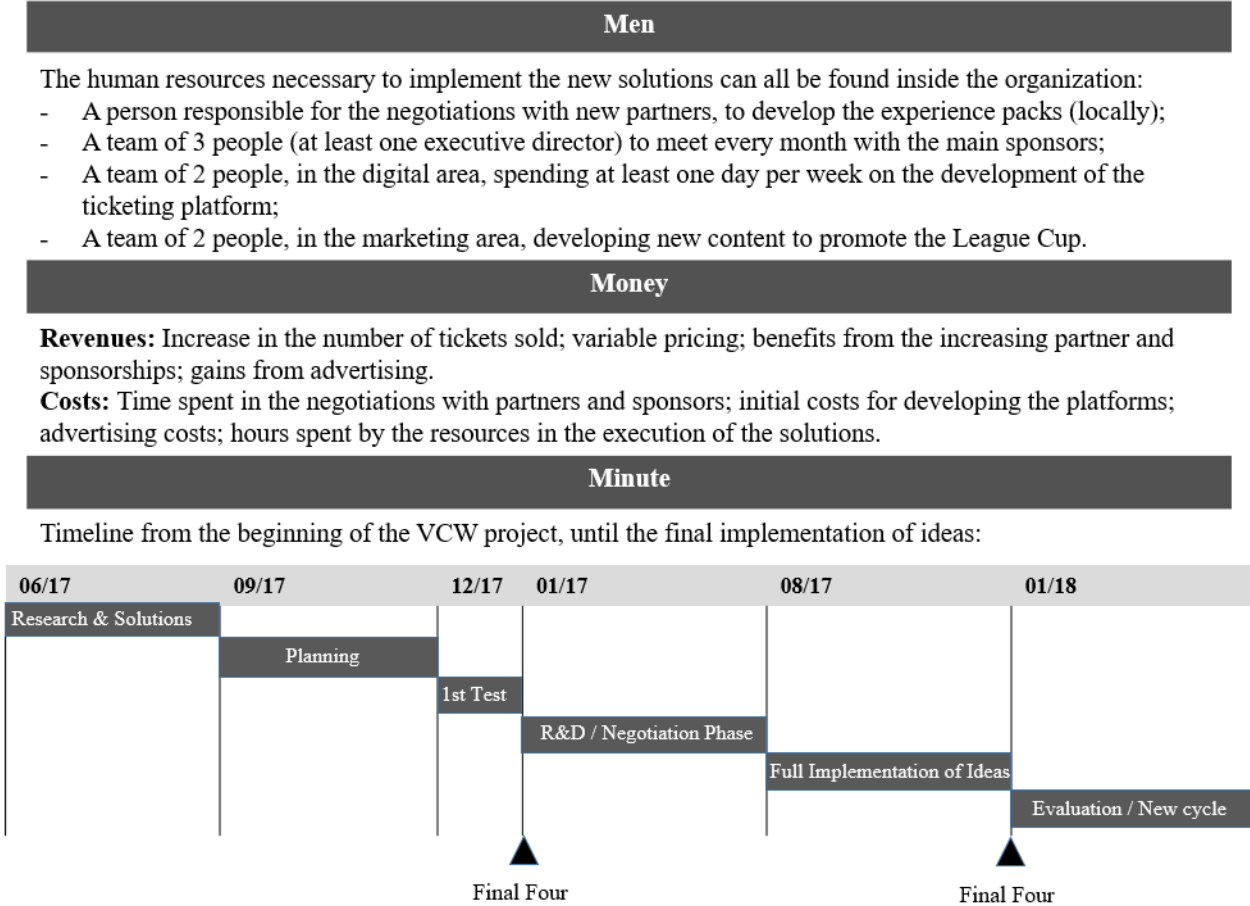 Men
The human resources necessary to implement the new solutions can all be found inside the organization:
- A person responsible for the negotiations with new partners, to develop the experience packs (locally);
- A team of 3 people (at least one executive director) to meet every month with the main sponsors;
- A team of 2 people, in the digital area, spending at least one day per week on the development of the
ticketing platform;
- A team of 2 people, in the marketing area, developing new content to promote the League Cup.
Money
Revenues: Increase in the number of tickets sold; variable pricing; benefits from the increasing partner and
sponsorships; gains from advertising.
Costs: Time spent in the negotiations with partners and sponsors; initial costs for developing the platforms;
advertising costs; hours spent by the resources in the execution of the solutions.
Minute
Timeline from the beginning of the VCW project, until the final implementation of ideas:
06/17 09/17 12/17 01/17 08/17 01/18
Research & Solutions
Planning
1st Test
R&D / Negotiation Phase
Full Implementation of Ideas
Evaluation / New cycle
Final Four Final Four